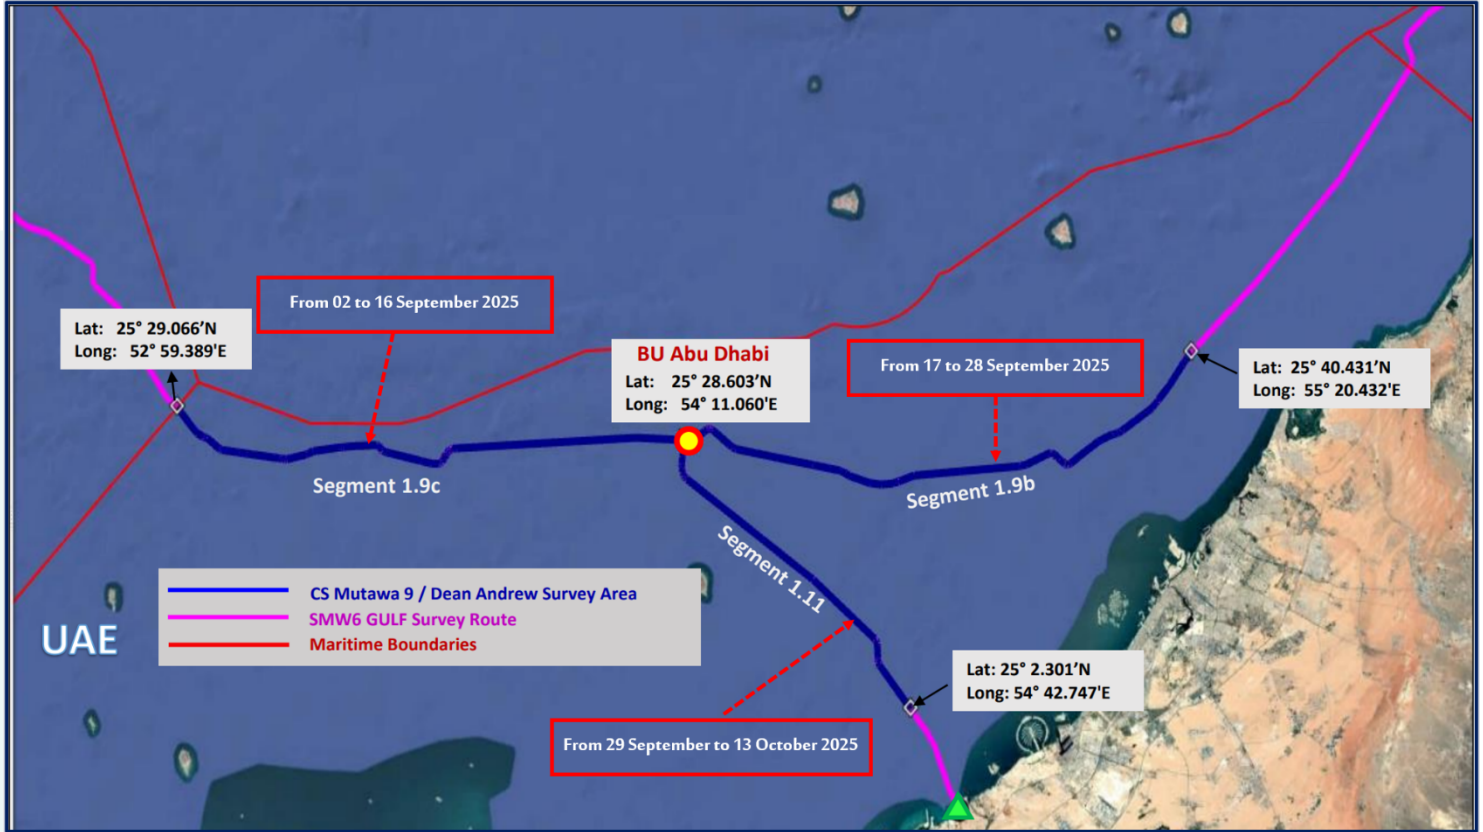 From 02 to 16 September 2025
Lat: 25° 29.066’N
Long: 52° 59.389'E
BU Abu Dhabi
Lat: 25° 28.603’N
Long: 54° 11.060'E
From 17 to 28 September 2025
Lat: 25° 40.431’N
Long: 55° 20.432'E
Segment 1.9c
Segment 1.9b
Segment 1.11
CS Mutawa 9 / Dean Andrew Survey Area
SMW6 GULF Survey Route
Maritime Boundaries
UAE
Lat: 25° 2.301’N
Long: 54° 42.747'E
From 29 September to 13 October 2025